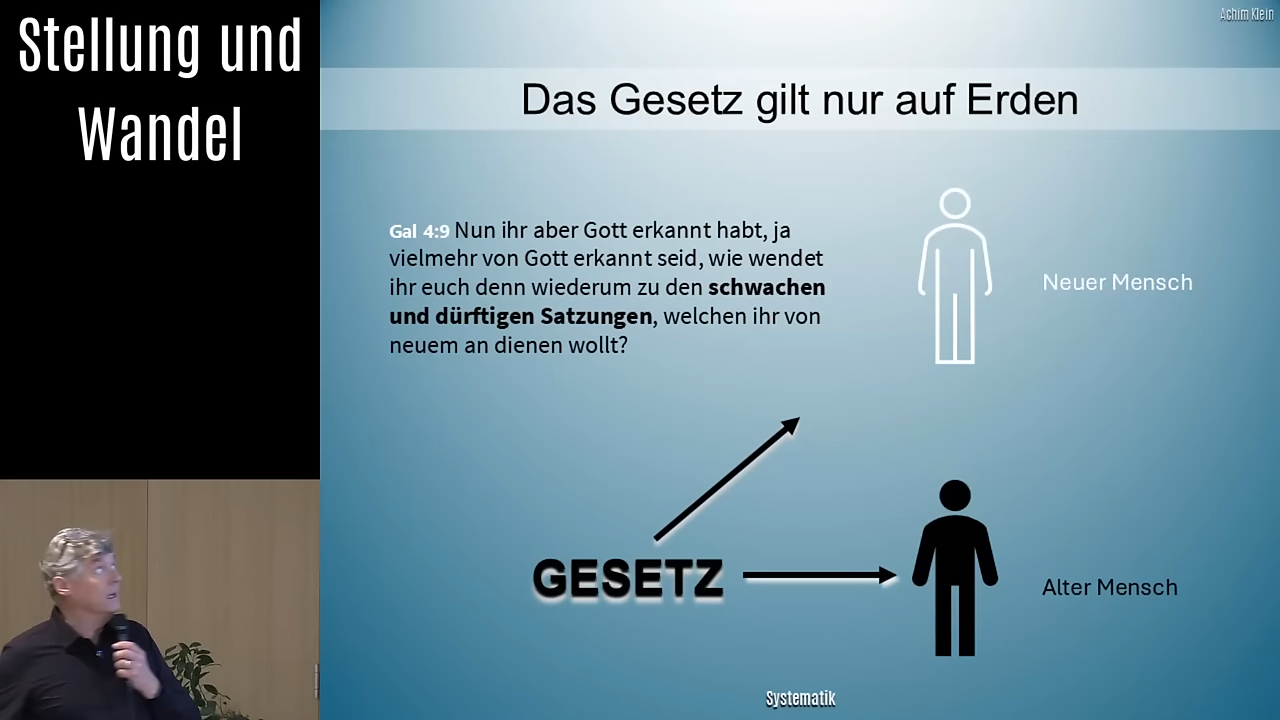 Stellung und
Wandel
Achim Klein
Das Gesetz gilt nur auf Erden
Gal 4:9 Nun ihr aber Gott erkannt habt, ja
vielmehr von Gott erkannt seid, wie wendet
ihr euch denn wiederum zu den schwachen
und dürftigen Satzungen, welchen ihr von
neuem an dienen wollt?
Neuer Mensch
GESETZ
Alter Mensch
Systematik